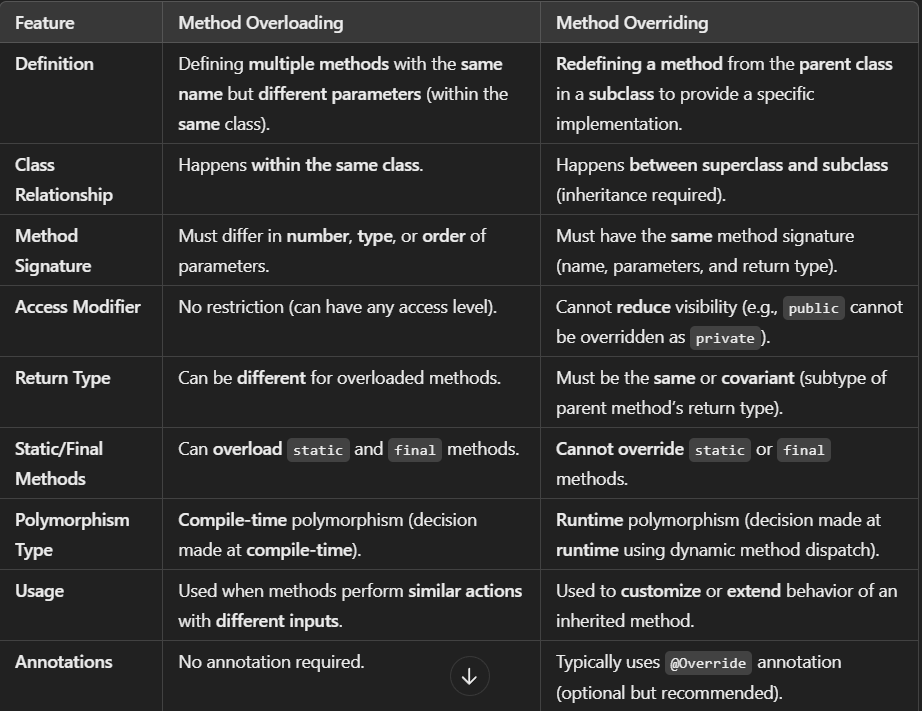 Feature Method Overloading Method Overriding
Definition Defining multiple methods with the same Redefining a method from the parent class
name but different parameters (within the in a subclass to provide a specific
same class). implementation.
Class Happens within the same class. Happens between superclass and subclass
Relationship (inheritance required).
Method Must differ in number, type, or order of Must have the same method signature
Signature parameters. (name, parameters, and return type).
Access Modifier No restriction (can have any access level). Cannot reduce visibility (e.g., public cannot
be overridden as private ).
Return Type Can be different for overloaded methods. Must be the same or covariant (subtype of
parent method's return type).
Static/Final Can overload static and final methods. Cannot override static or final
Methods methods.
Polymorphism Compile-time polymorphism (decision Runtime polymorphism (decision made at
Type made at compile-time). runtime using dynamic method dispatch).
Usage Used when methods perform similar actions Used to customize or extend behavior of an
with different inputs. inherited method.
Annotations No annotation required. Typically uses @Override annotation
(optional but recommended).